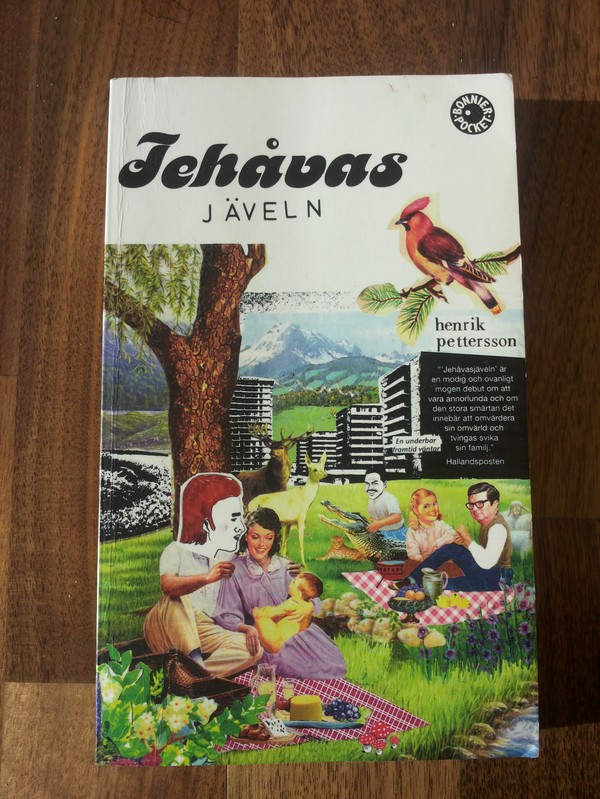 BONNIER POCKET
Jehåvas
JÄVELN
henrik
pettersson
"'Jehåvasjäveln' är
en modig och ovanligt
mogen debut om att
vara annorlunda och om
den stora smärtan det
innebär att omvärdera
sin omvärld och
tvingas svika
sin familj."
Hallandsposten
En underbar
framtid väntar